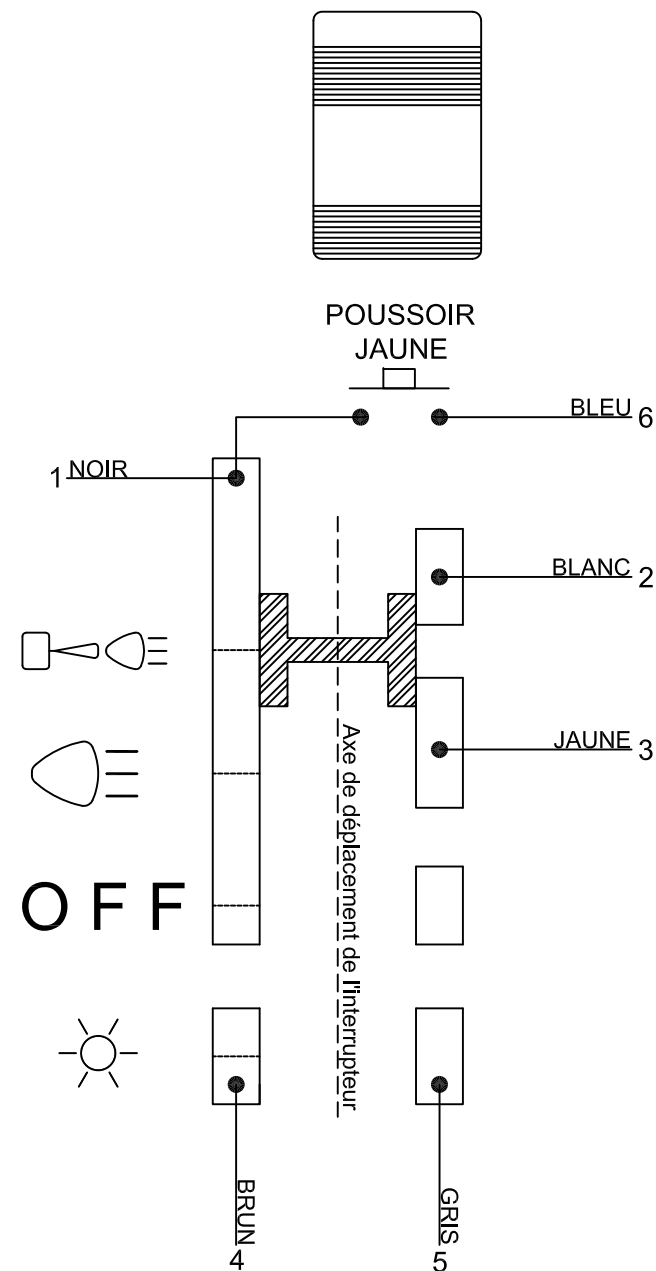 POUSSOIR
JAUNE
BLEU 6
1 NOIR
BLANC 2
JAUNE 3
Axe de déplacement de l'interrupteur
OFF
BRUN
4
GRIS
5